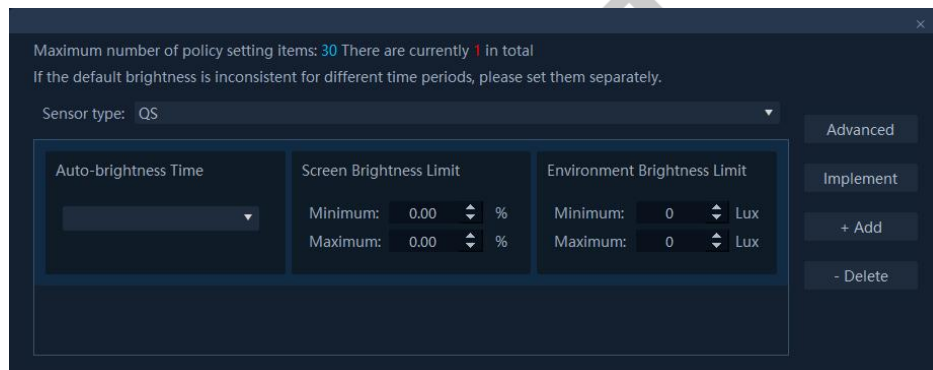 Maximum number of policy setting items: 30 There are currently 1 in total
If the default brightness is inconsistent for different time periods, please set them separately.
Sensor type: QS
Advanced
Auto-brightness Time
Screen Brightness Limit
Environment Brightness Limit
Implement
Minimum: 0.00 %
Minimum: 0 Lux
Maximum: 0.00 %
Maximum: 0 Lux
+ Add
- Delete